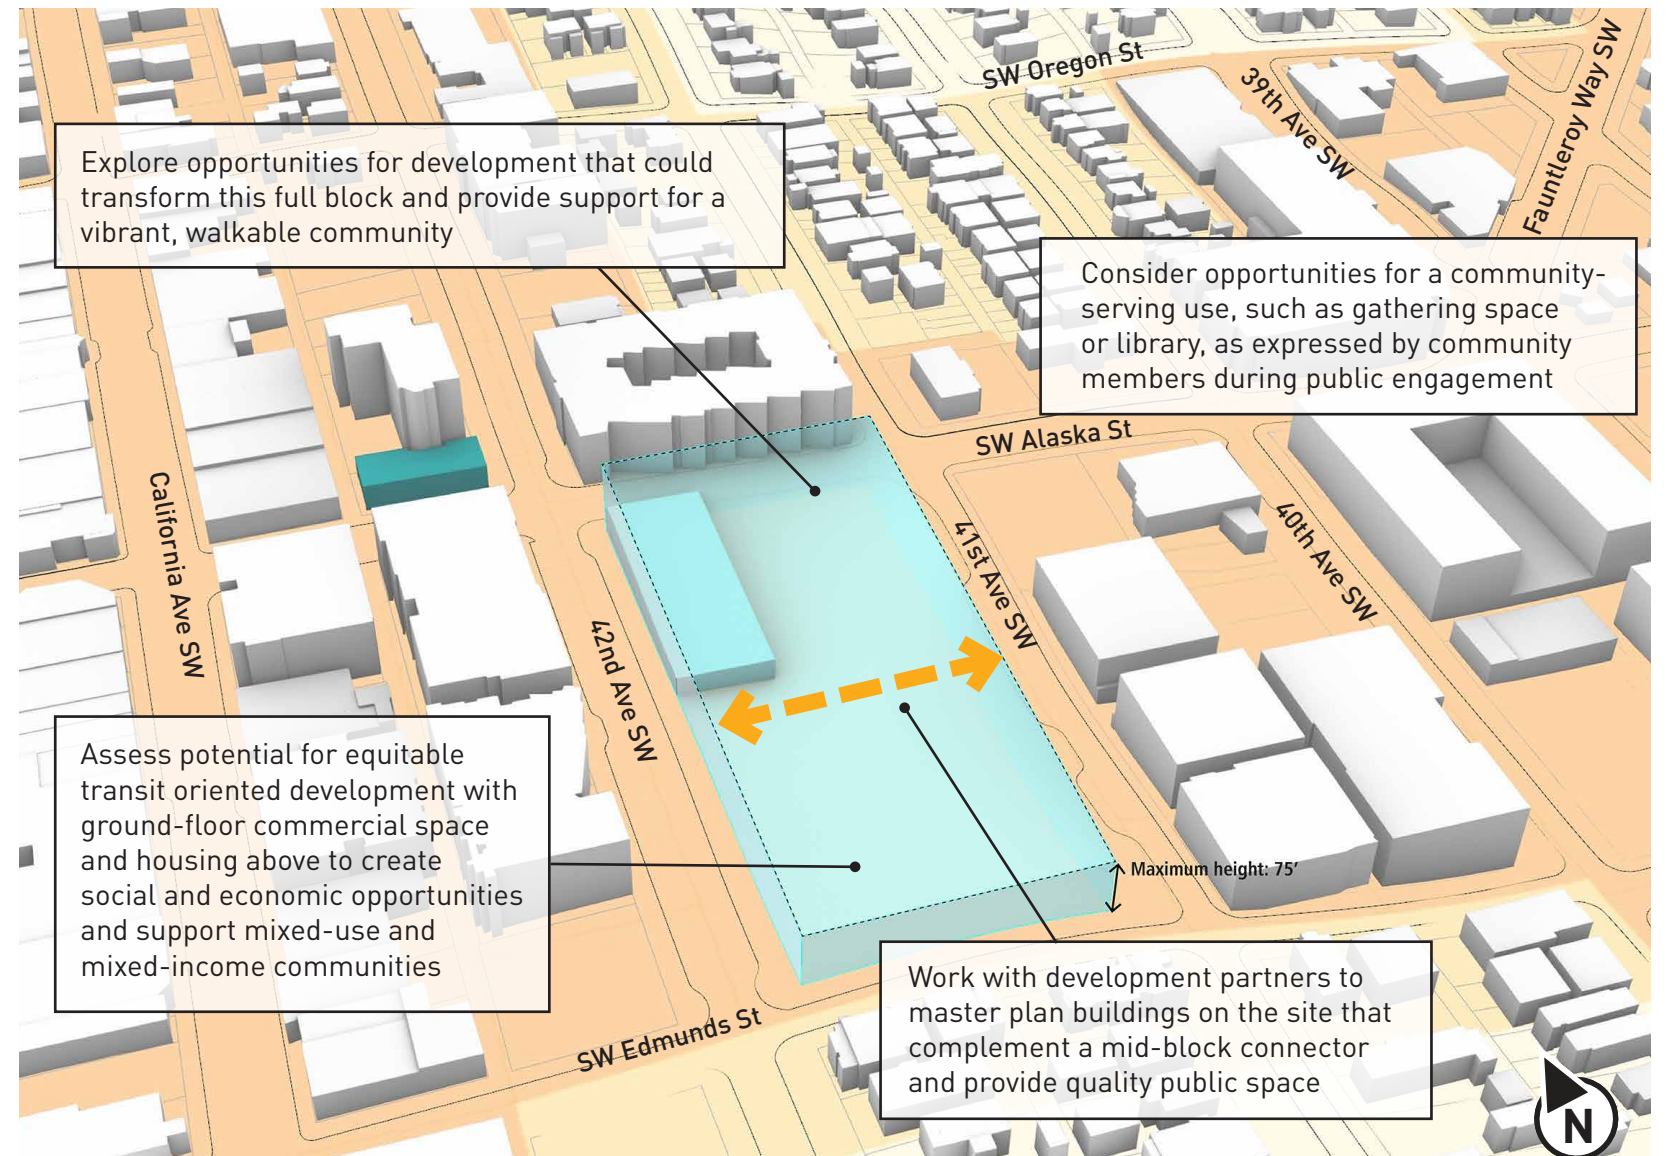 SW Oregon St
39th Ave SW
Fauntleroy Way SW
Explore opportunities for development that could
transform this full block and provide support for a
vibrant, walkable community
Consider opportunities for a community-
serving use, such as gathering space
or library, as expressed by community
members during public engagement
SW Alaska St
California Ave SW
41st Ave SW
40th Ave SW
42nd Ave SW
Assess potential for equitable
transit oriented development with
ground-floor commercial space
and housing above to create
social and economic opportunities
and support mixed-use and
mixed-income communities
Maximum height: 75’
Work with development partners to
master plan buildings on the site that
complement a mid-block connector
and provide quality public space
SW Edmunds St
N